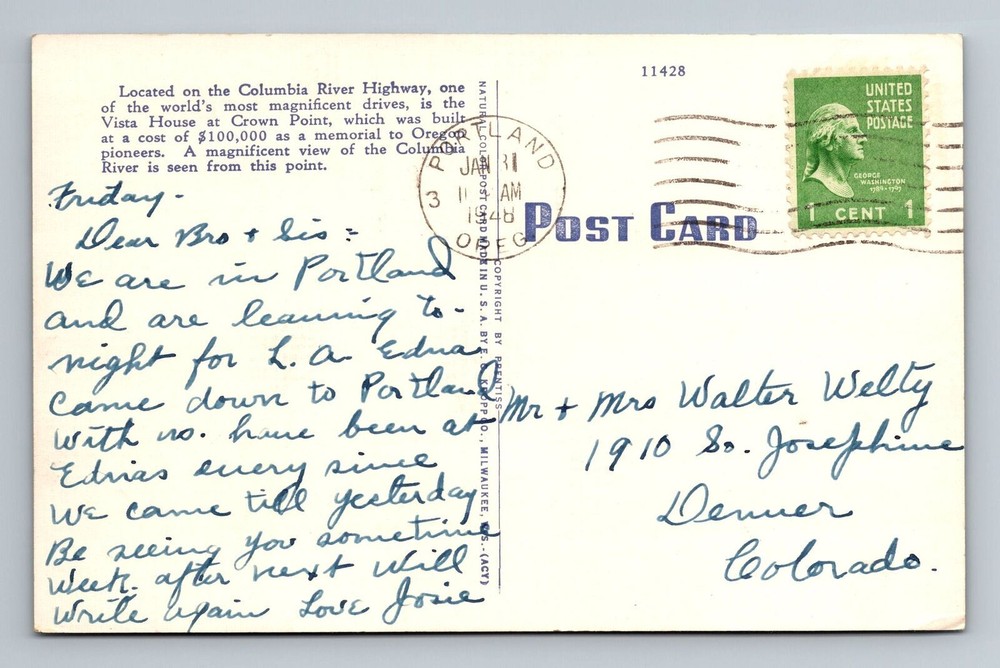 Located on the Columbia River Highway, one
of the world's most magnificent drives, is the
Vista House at Crown Point, which was built
at a cost of $100,000 as a memorial to Oregon
pioneers. A magnificent view of the Columbia
River is seen from this point.
Friday -
Dear Bro + Sis =
We are in Portland
and are leaving to-
night for L. A. Edna
came down to Portland
with us. have been at
Ednas every since
We came till yesterday
Be seeing you sometime
Week. after next Will
Write again Love Josie
NATURAL COLOR POST CARD MADE IN U. S. A. BY E. C. KROPP CO., MILWAUKEE, WIS.-(ACY)
COPYRIGHT BY PRENTISS
11428
PORTLAND
JAN 31
AM
1948
OREG
3
POST CARD
UNITED
STATES
POSTAGE
GEORGE
WASHINGTON
1789-1797
1 CENT 1
Mr + Mrs Walter Welty
1910 So. Josephine
Denver
Colorado.